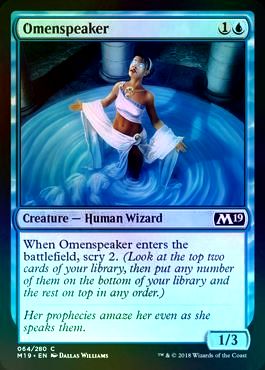 Omenspeaker 1
Creature — Human Wizard M19
When Omenspeaker enters the
battlefield, scry 2. (Look at the top two
cards of your library, then put any number
of them on the bottom of your library and
the rest on top in any order.)
Her prophecies amaze her even as
she speaks them.
1/3
064/280 C
M19 • EN DALLAS WILLIAMS ™ & © 2018 Wizards of the Coast